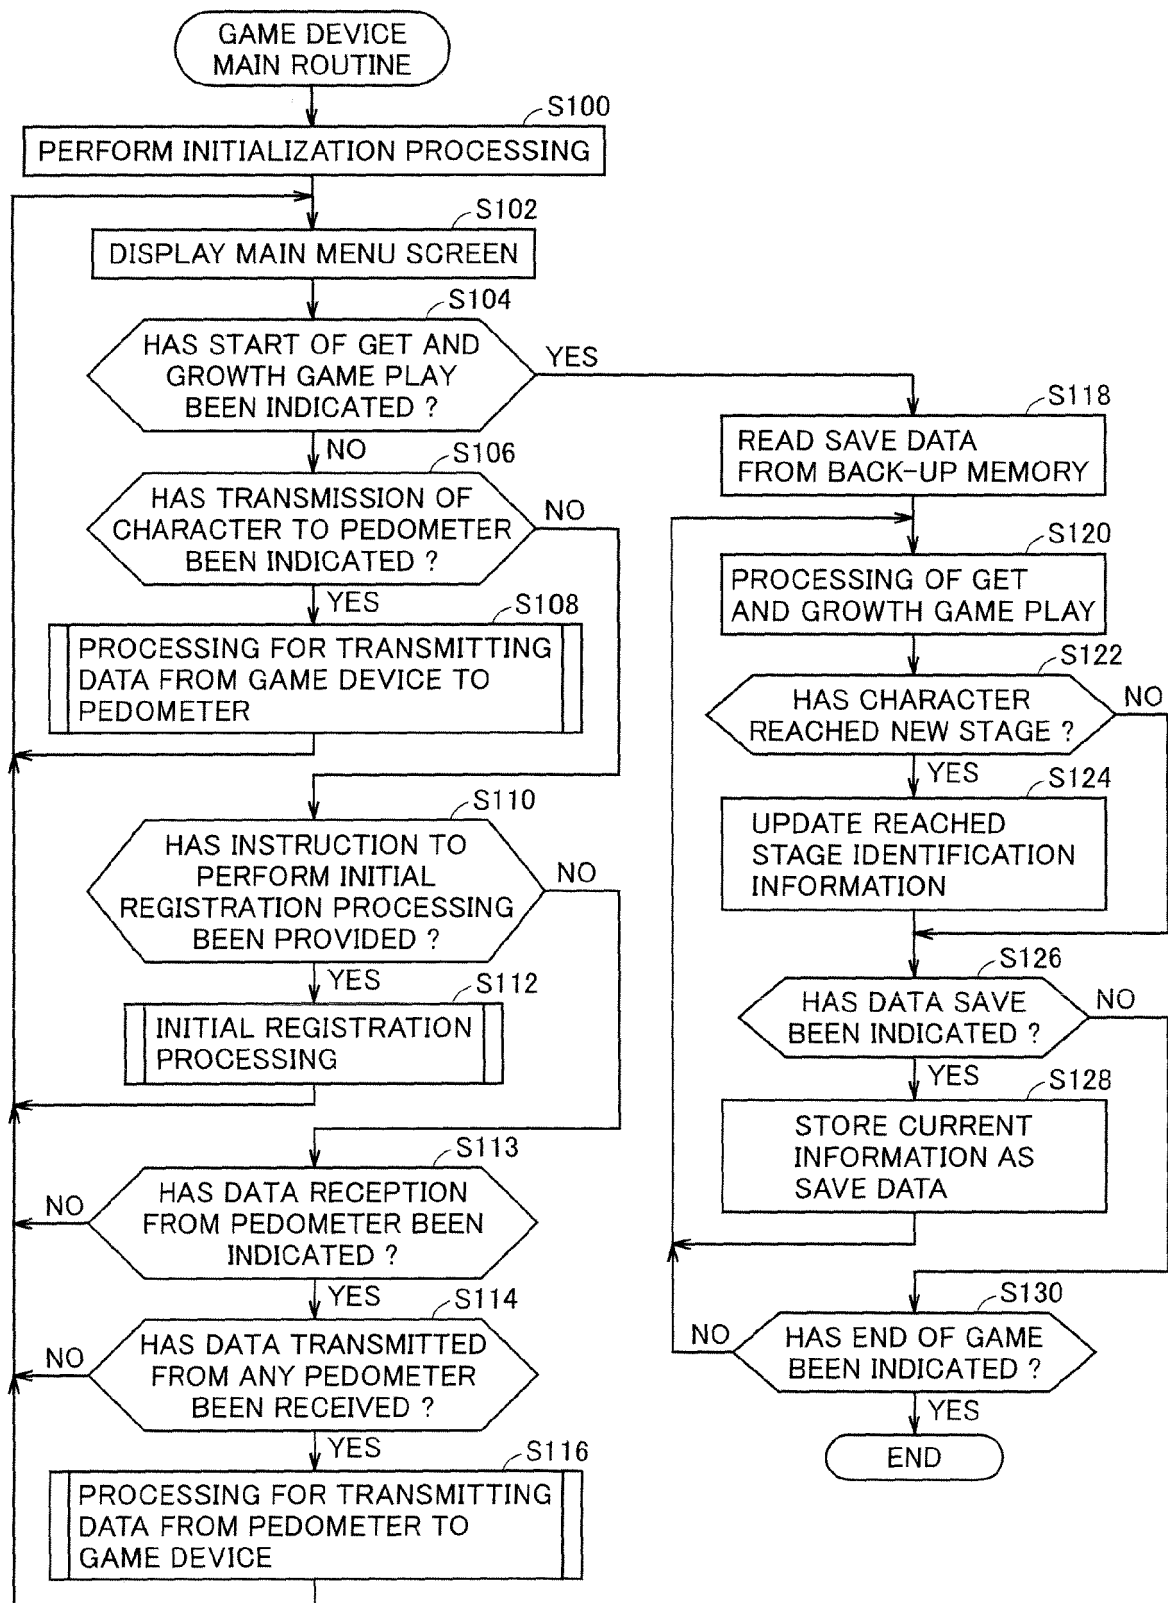 GAME DEVICE
MAIN ROUTINE
S100
PERFORM INITIALIZATION PROCESSING
S102
DISPLAY MAIN MENU SCREEN
S104
HAS START OF GET AND
GROWTH GAME PLAY
BEEN INDICATED ?
YES
NO
S106
HAS TRANSMISSION OF
CHARACTER TO PEDOMETER
BEEN INDICATED ?
NO
YES
S108
PROCESSING FOR TRANSMITTING
DATA FROM GAME DEVICE TO
PEDOMETER
S110
HAS INSTRUCTION TO
PERFORM INITIAL
REGISTRATION PROCESSING
BEEN PROVIDED ?
NO
YES
S112
INITIAL REGISTRATION
PROCESSING
S113
HAS DATA RECEPTION
FROM PEDOMETER BEEN
INDICATED ?
NO
YES
S114
HAS DATA TRANSMITTED
FROM ANY PEDOMETER
BEEN RECEIVED ?
NO
YES
S116
PROCESSING FOR TRANSMITTING
DATA FROM PEDOMETER TO
GAME DEVICE
S118
READ SAVE DATA
FROM BACK-UP MEMORY
S120
PROCESSING OF GET
AND GROWTH GAME PLAY
S122
HAS CHARACTER
REACHED NEW STAGE ?
NO
YES
S124
UPDATE REACHED
STAGE IDENTIFICATION
INFORMATION
S126
HAS DATA SAVE
BEEN INDICATED ?
NO
YES
S128
STORE CURRENT
INFORMATION AS
SAVE DATA
S130
HAS END OF GAME
BEEN INDICATED ?
NO
YES
END